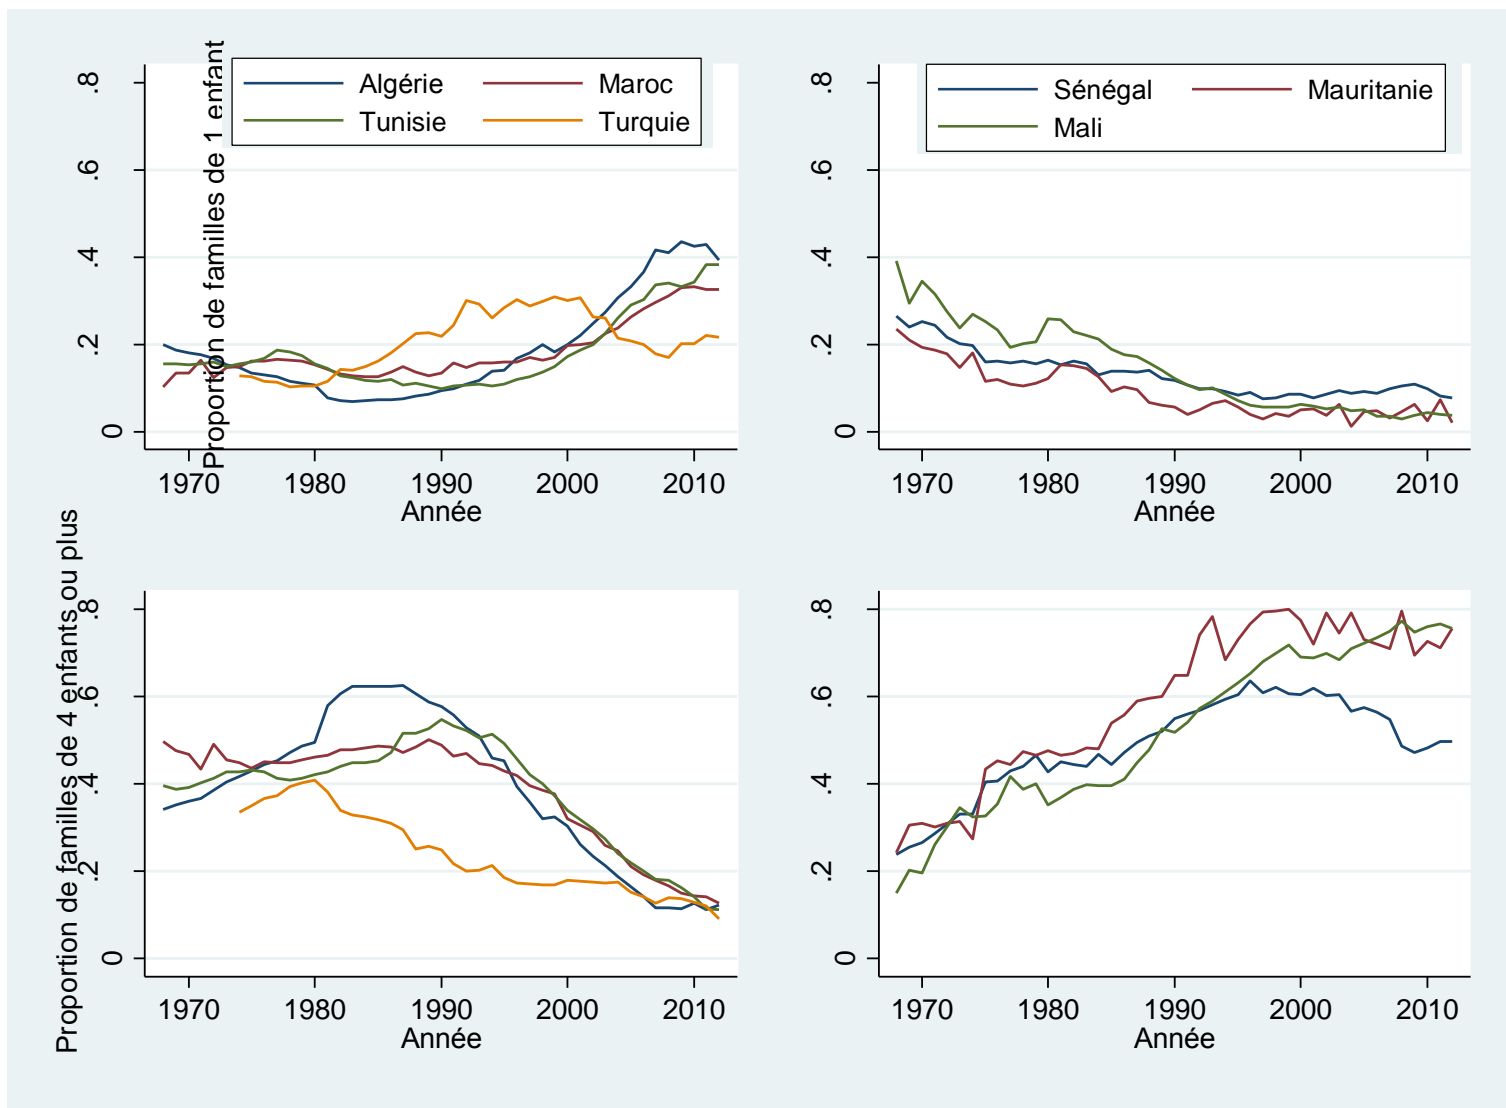 Proportion de familles de 1 enfant
.8
.6
.4
.2
0
Algérie Maroc
Tunisie Turquie
1970 1980 1990 2000 2010
Année
.8
.6
.4
.2
0
Sénégal Mauritanie
Mali
1970 1980 1990 2000 2010
Année
Proportion de familles de 4 enfants ou plus
.8
.6
.4
.2
0
1970 1980 1990 2000 2010
Année
.8
.6
.4
.2
0
1970 1980 1990 2000 2010
Année